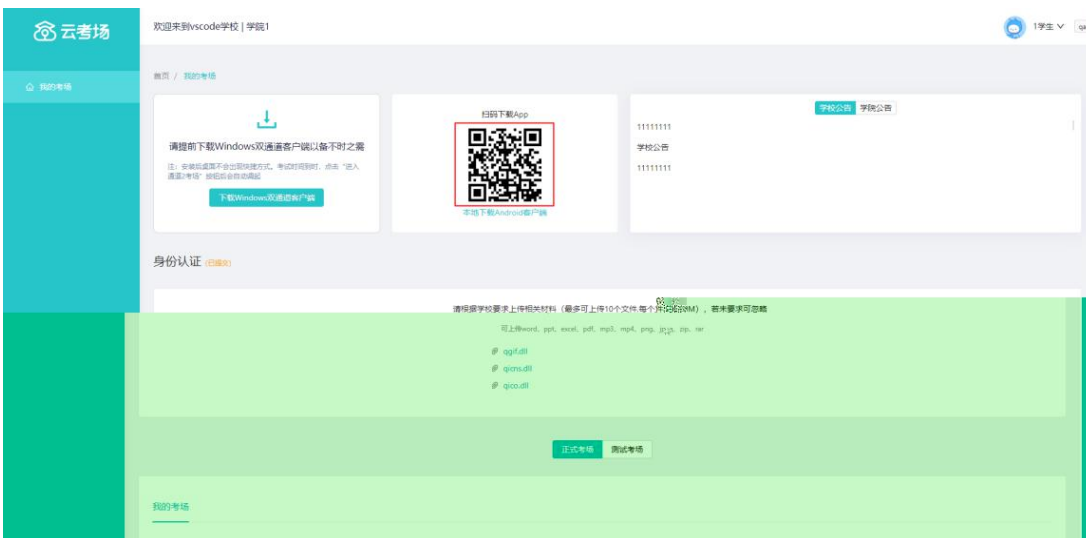 云考场
欢迎来到vscode学校 | 学院1
1学生
我的考场
首页 / 我的考场
请提前下载Windows双通道客户端以备不时之需
注：安装后桌面不会出现快捷方式。考试时间到时，点击“进入
通道2考场”按钮后会自动调起
下载Windows双通道客户端
扫码下载App
本地下载Android客户端
学校公告 学院公告
11111111
学校公告
11111111
身份认证 (已提交)
请根据学校要求上传相关材料（最多可上传10个文件,每个，若未要求可忽略
可上传word, ppt, excel, pdf, mp3, mp4, png, zip, rar
qgif.dll
qicns.dll
qico.dll
正式考场 测试考场
我的考场